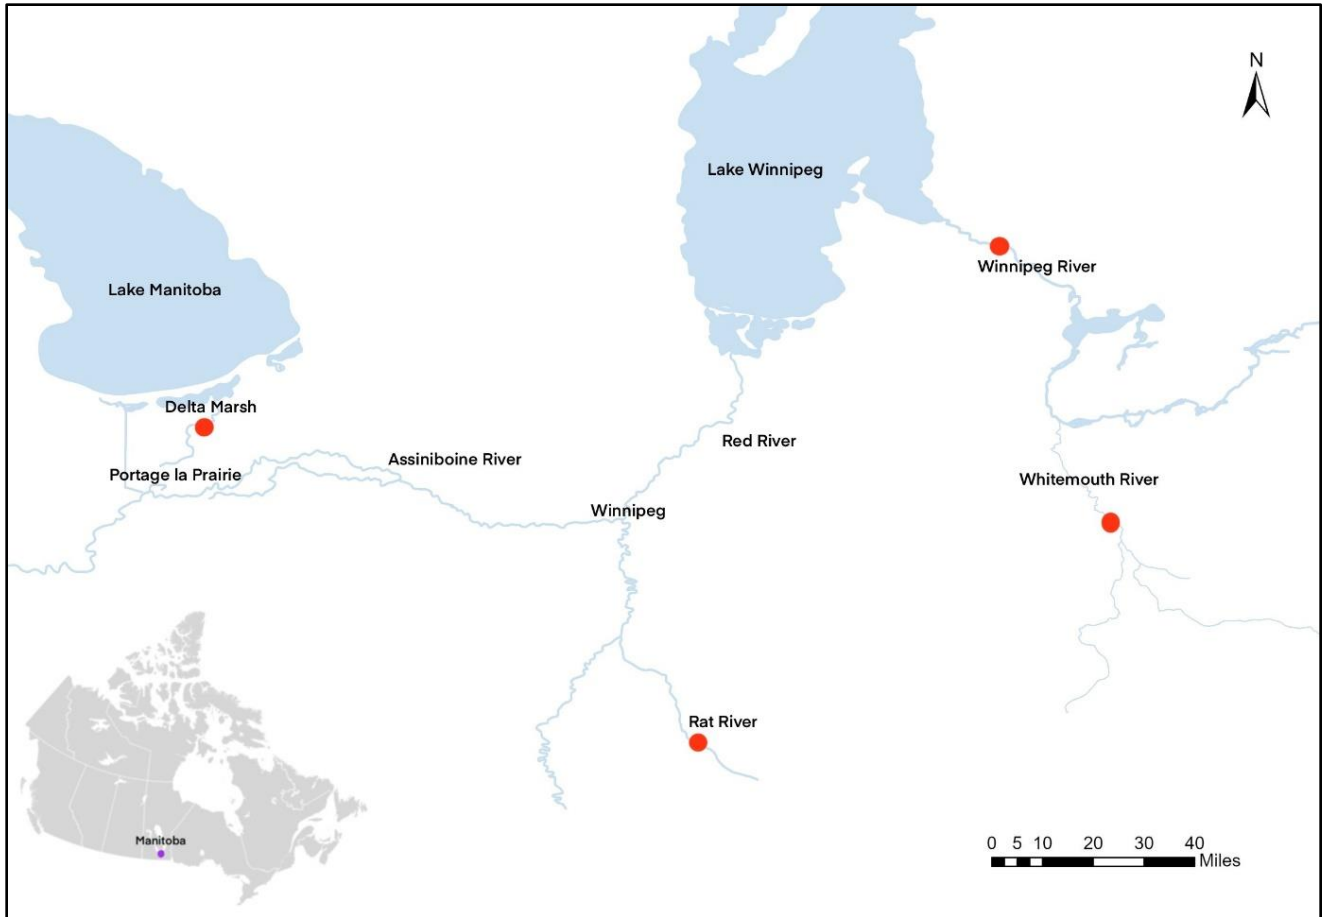 N
Lake Winnipeg
Winnipeg River
Lake Manitoba
Delta Marsh
Red River
Assiniboine River
Portage la Prairie
Whitemouth River
Winnipeg
Rat River
Manitoba
0 5 10 20 30 40
Miles